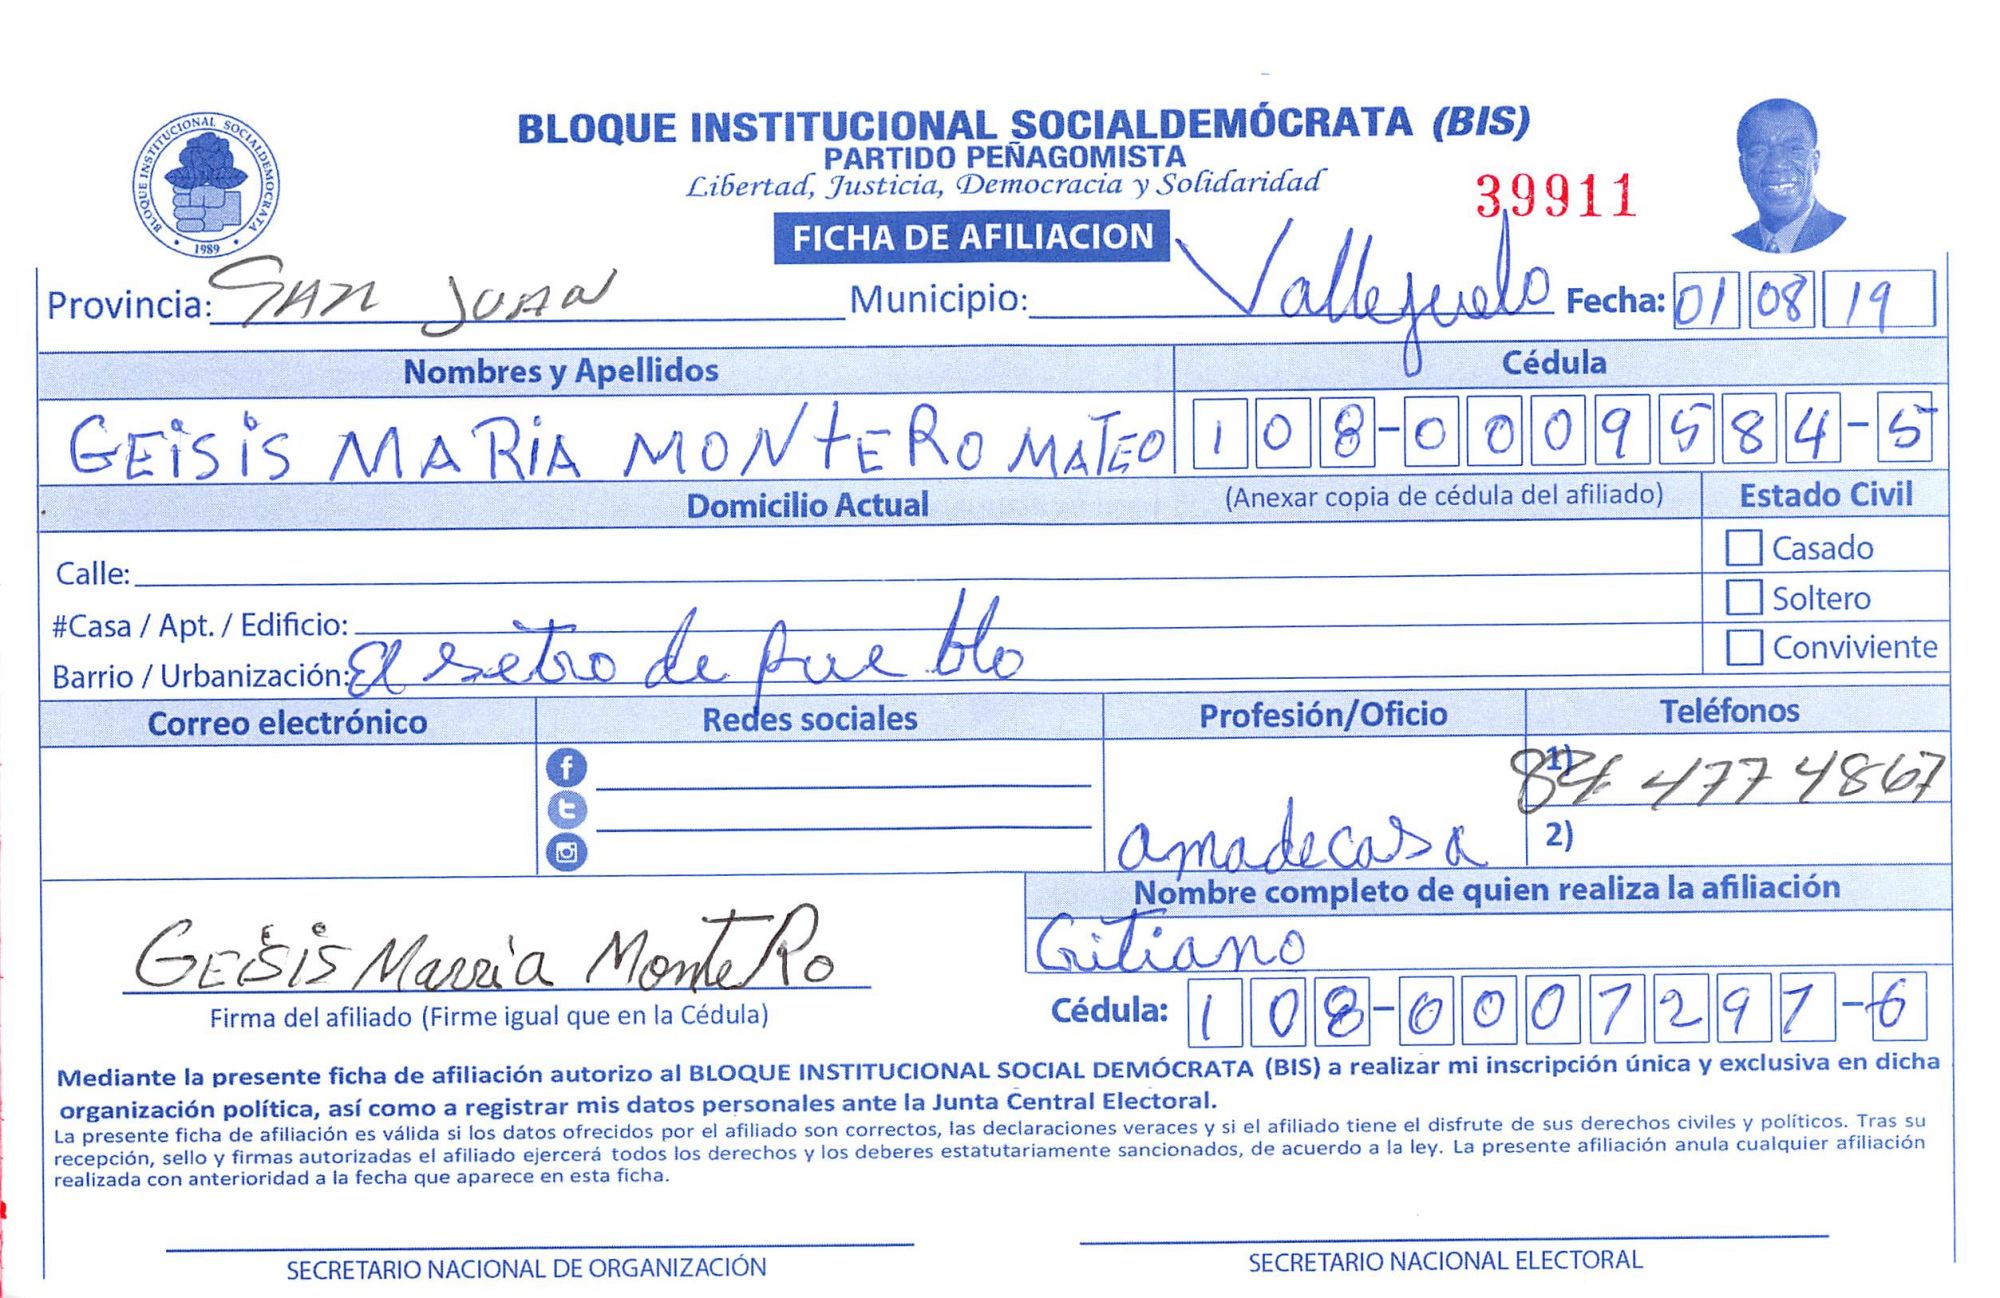 BLOQUE INSTITUCIONAL SOCIALDEMÓCRATA (BIS)
PARTIDO PEÑAGOMISTA
Libertad, Justicia, Democracia y Solidaridad
39911
FICHA DE AFILIACION
BLOQUE INSTITUCIONAL SOCIALDEMOCRATA
• 1989 •
Provincia: SAN JUAN Municipio: Vallejuelo Fecha: 01 08 19
Nombres y Apellidos Cédula
GEISIS MARIA MONTERO MATEO 108-0009584-5
Domicilio Actual (Anexar copia de cédula del afiliado) Estado Civil
Casado
Calle:
Soltero
#Casa / Apt. / Edificio:
Conviviente
Barrio / Urbanización: El setro de pueblo
Correo electrónico Redes sociales Profesión/Oficio Teléfonos
1) 477 4867
amadecasa 2)
Nombre completo de quien realiza la afiliación
Geisis Marria Montero
Firma del afiliado (Firme igual que en la Cédula) Cédula: 108-0007297-6
Mediante la presente ficha de afiliación autorizo al BLOQUE INSTITUCIONAL SOCIAL DEMÓCRATA (BIS) a realizar mi inscripción única y exclusiva en dicha
organización política, así como a registrar mis datos personales ante la Junta Central Electoral.
La presente ficha de afiliación es válida si los datos ofrecidos por el afiliado son correctos, las declaraciones veraces y si el afiliado tiene el disfrute de sus derechos civiles y políticos. Tras su
recepción, sello y firmas autorizadas el afiliado ejercerá todos los derechos y los deberes estatutariamente sancionados, de acuerdo a la ley. La presente afiliación anula cualquier afiliación
realizada con anterioridad a la fecha que aparece en esta ficha.
SECRETARIO NACIONAL DE ORGANIZACIÓN SECRETARIO NACIONAL ELECTORAL